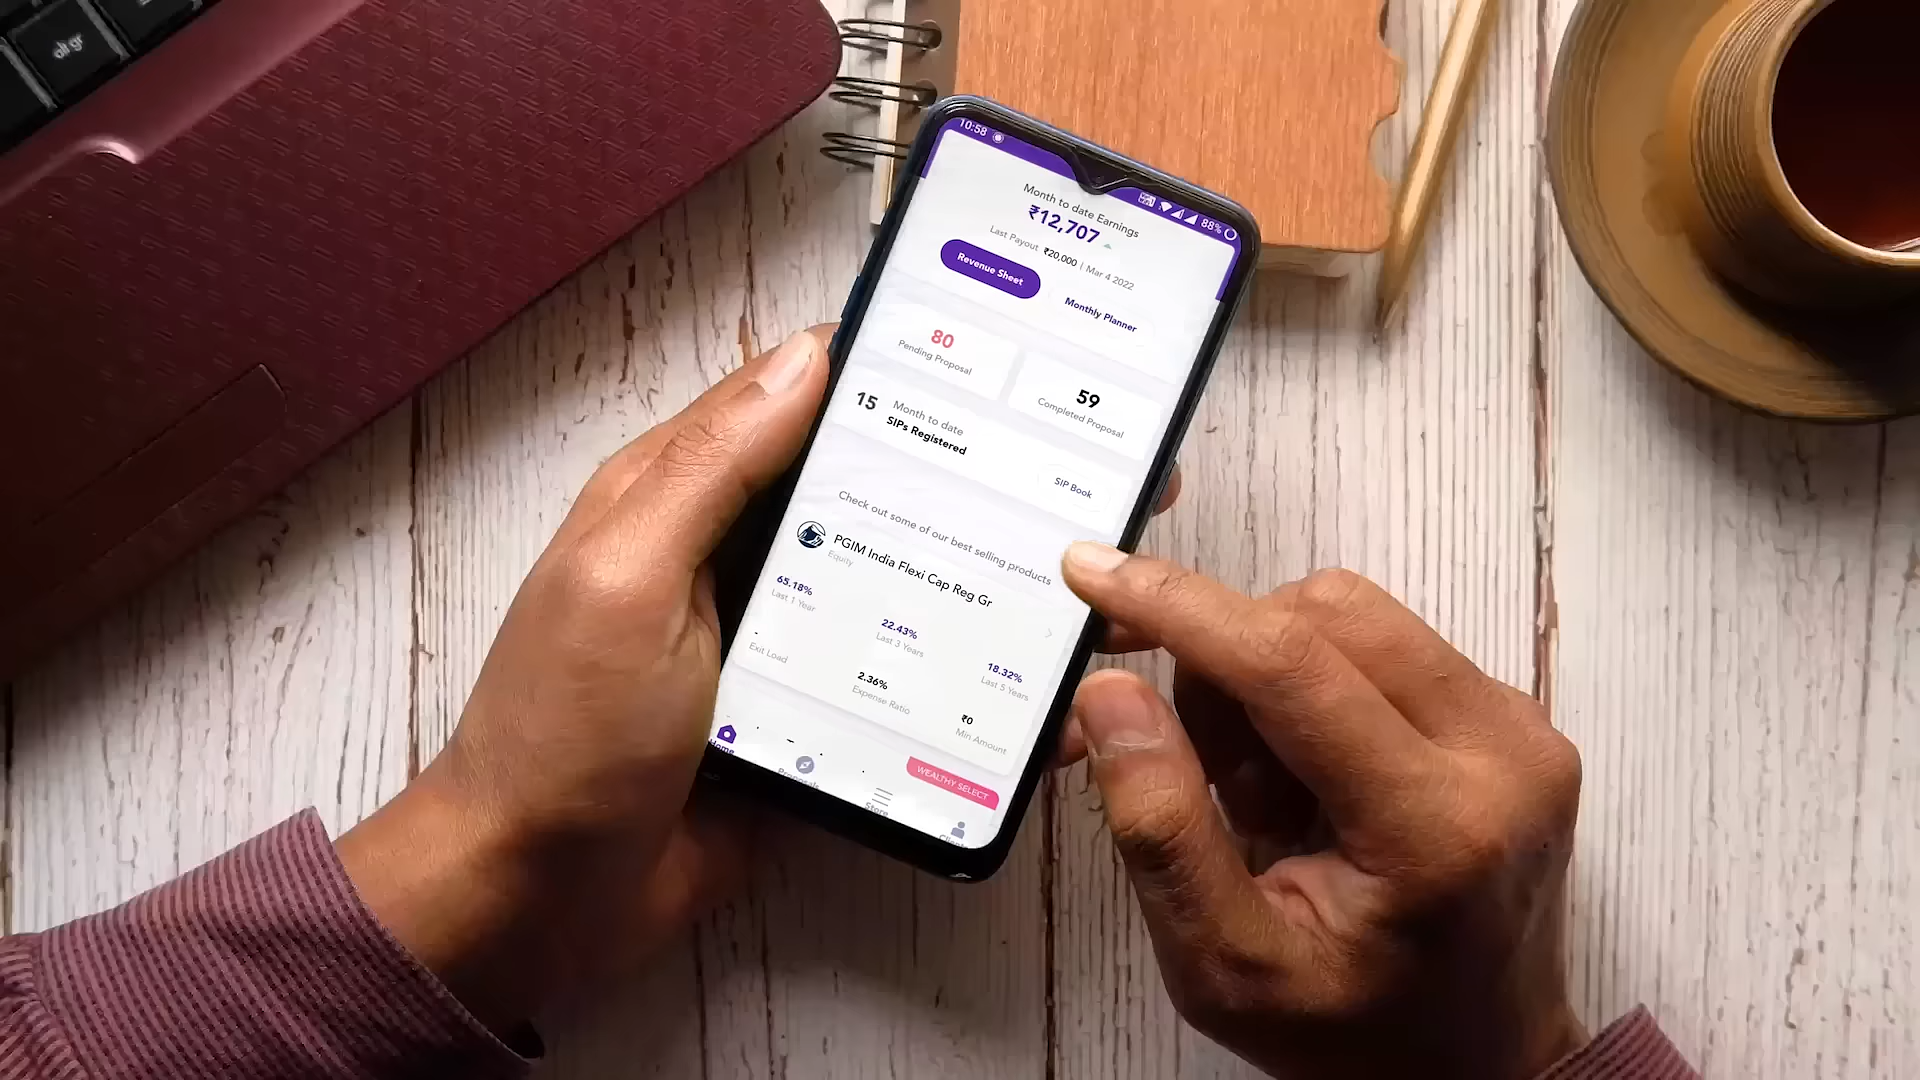 alt gr
10:58
88%
Month to date Earnings
₹12,707
Last Payout ₹20,000 | Mar 4 2022
Revenue Sheet
Monthly Planner
80
Pending Proposal
59
Completed Proposal
15
Month to date
SIPs Registered
SIP Book
Check out some of our best selling products
PGIM India Flexi Cap Reg Gr
Equity
65.18%
Last 1 Year
22.43%
Last 3 Years
18.32%
Last 5 Years
-
Exit Load
2.36%
Expense Ratio
₹0
Min Amount
WEALTHY SELECT
Home
Proposals
Store